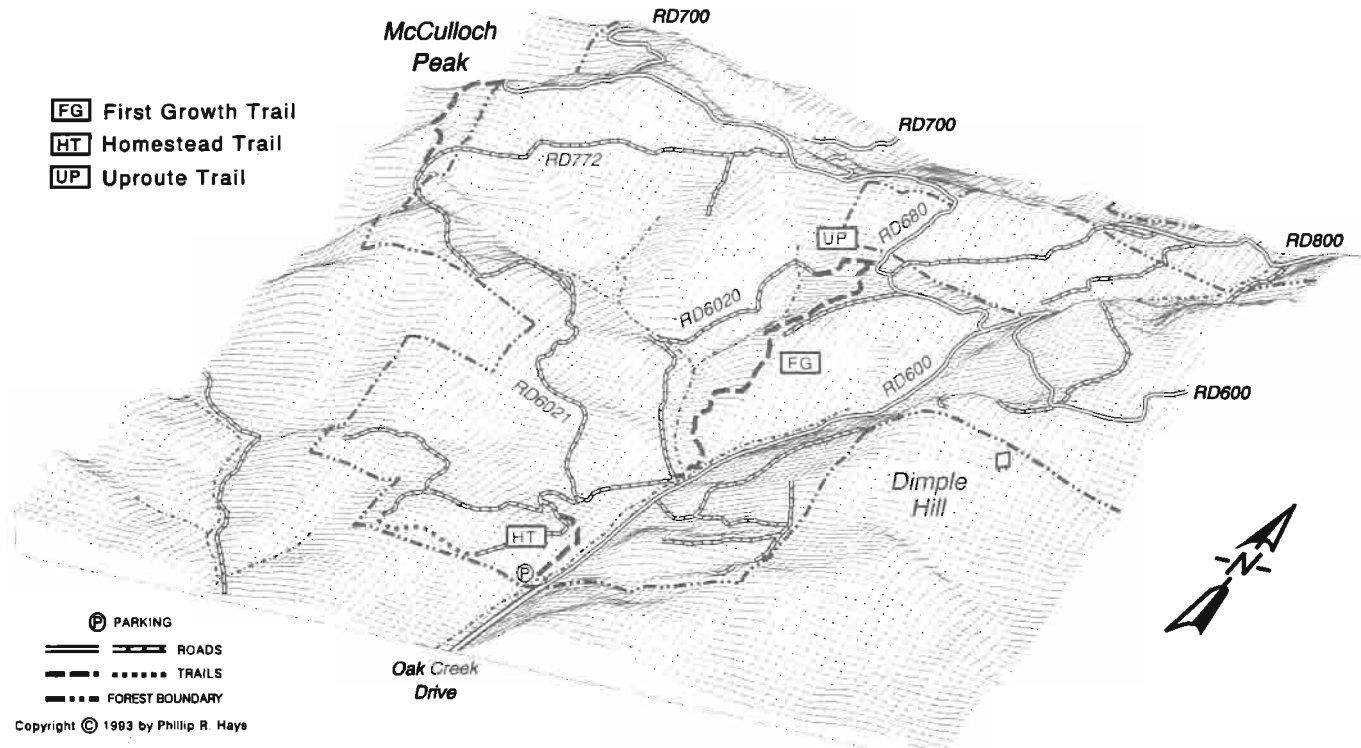 RD700
McCulloch
Peak
FG First Growth Trail
HT Homestead Trail
UP Uproute Trail
RD700
RD772
UP
RD680
RD800
RD6020
FG
RD600
RD600
RD6021
Dimple
Hill
HT
P
N
P PARKING
ROADS
TRAILS
FOREST BOUNDARY
Oak Creek
Drive
Copyright © 1993 by Phillip R. Hays